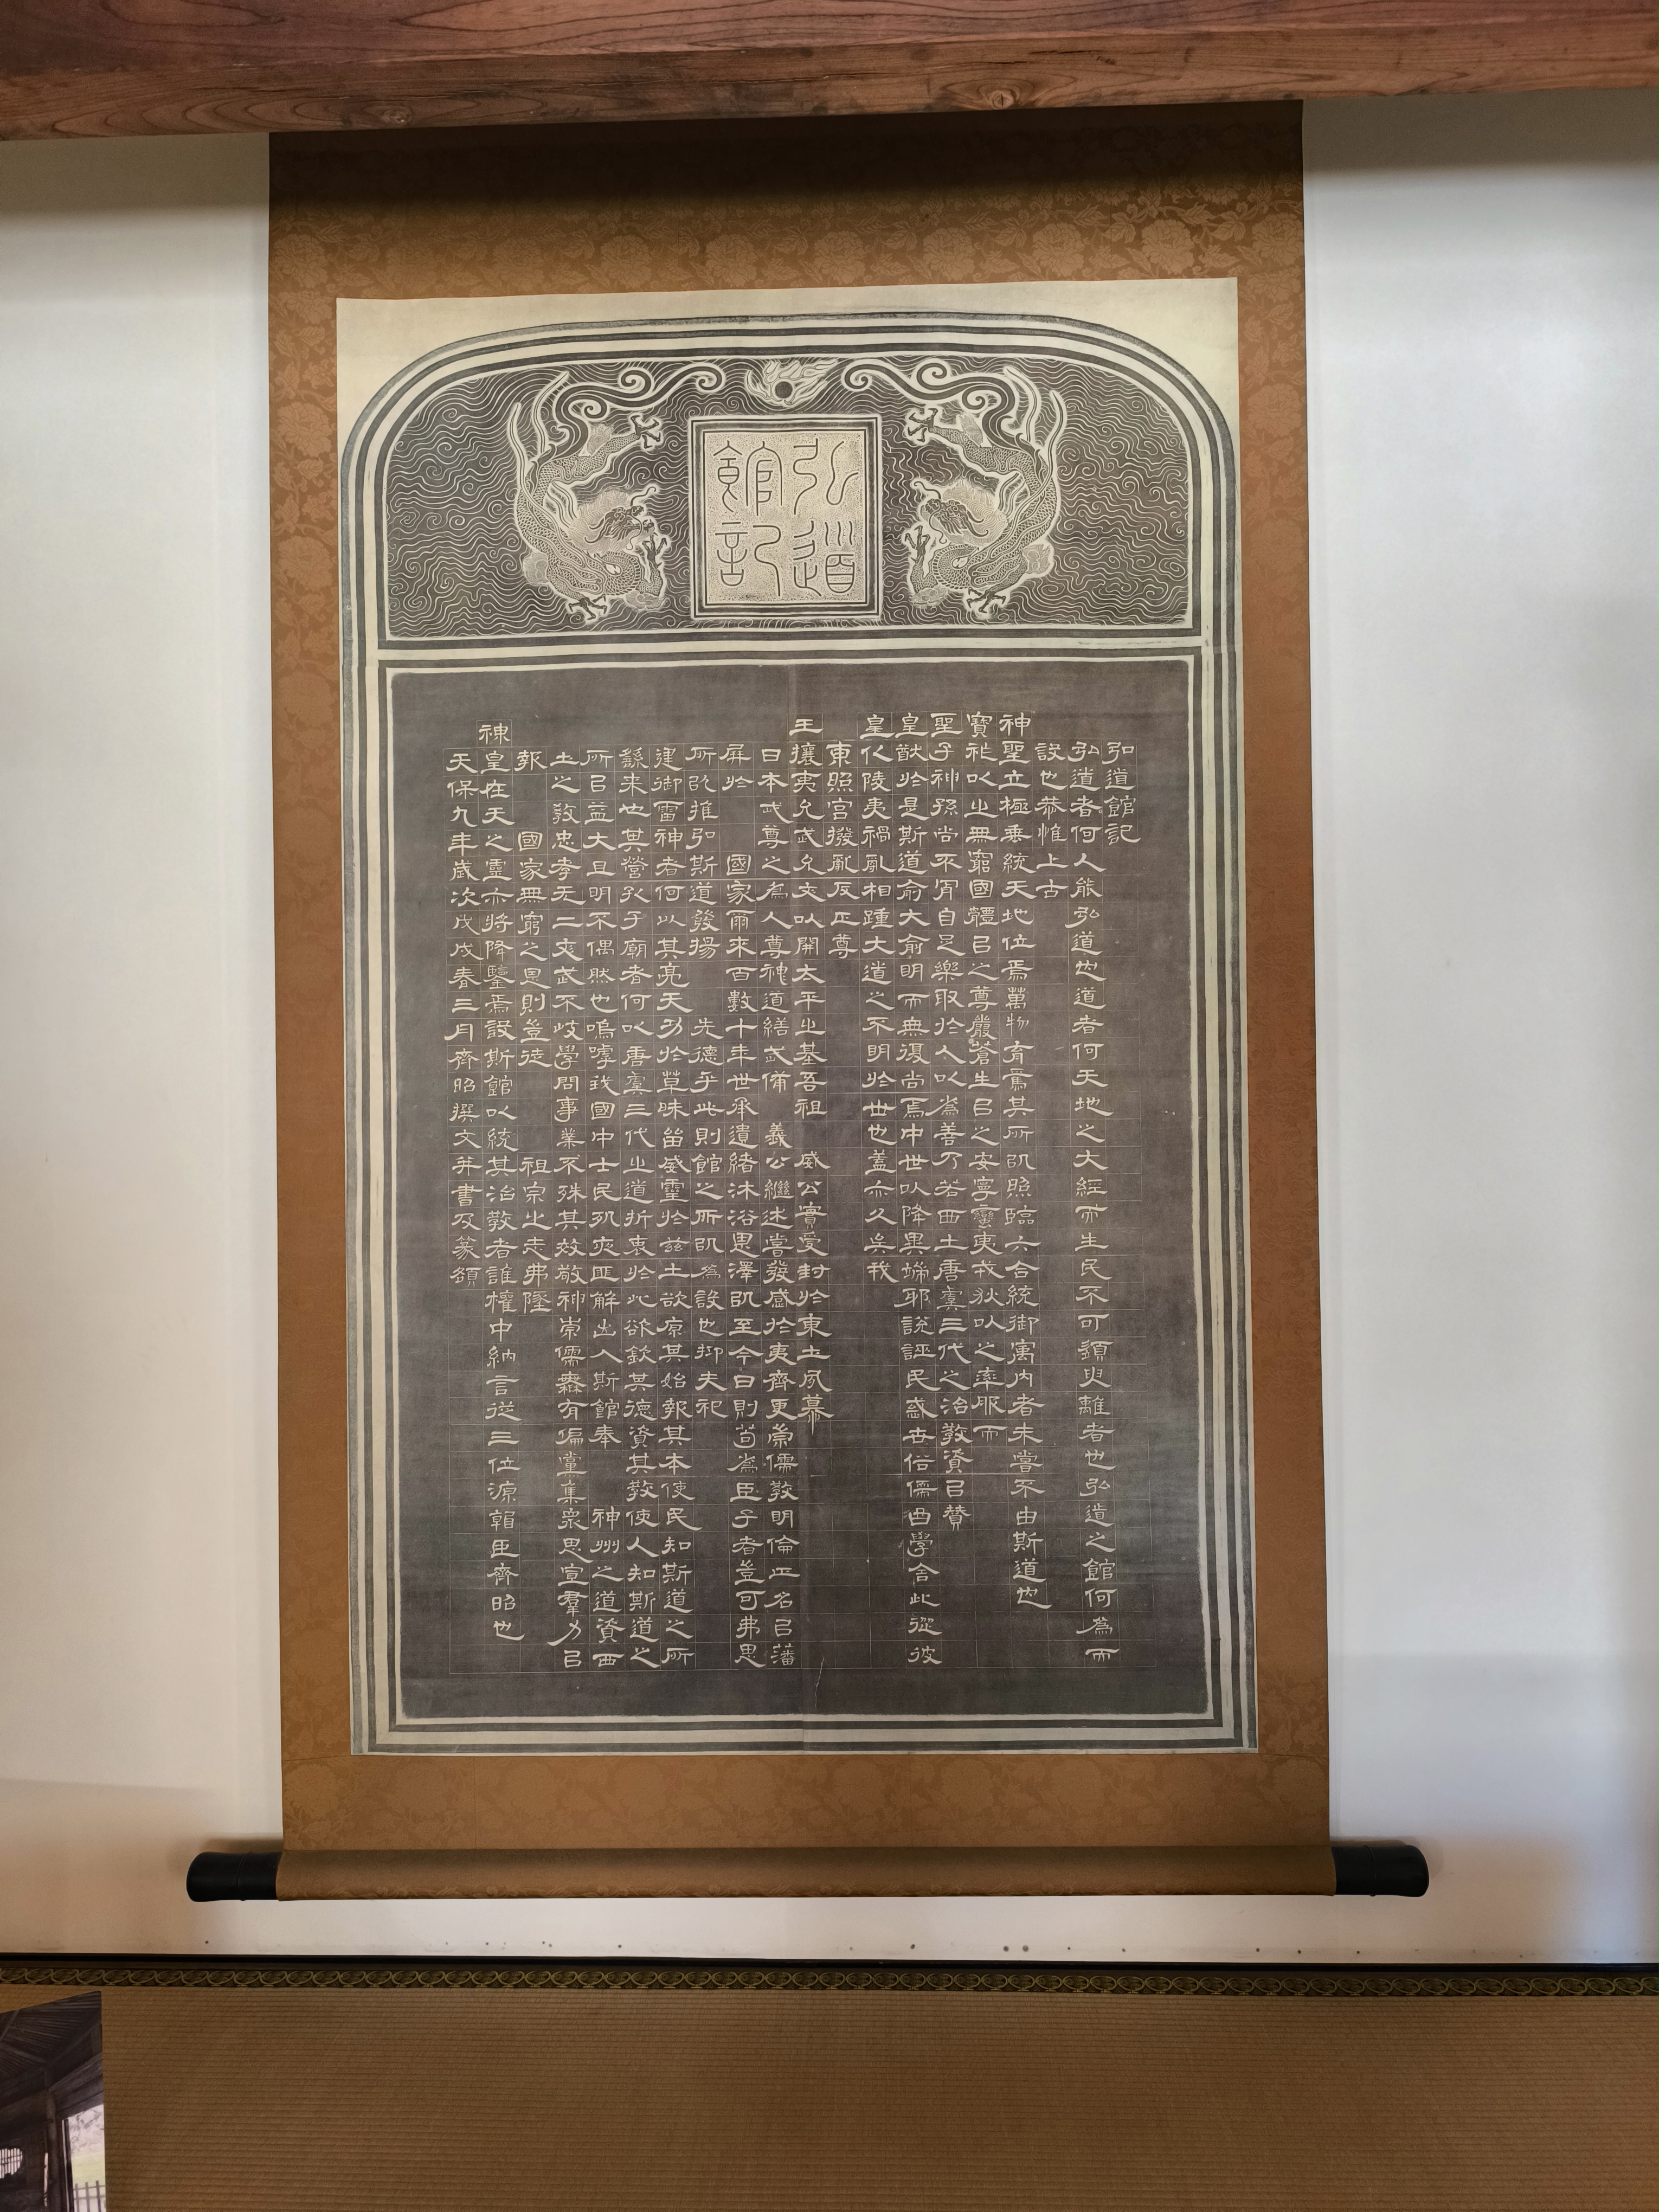 弘道
館記
弘道館記
弘道者何人能弘道也道者何天地之大經而生民不可須臾離者也弘道之館何為而
設也恭惟上古
神聖立極垂統天地位焉萬物育焉其所以照臨六合統御寓內者未嘗不由斯道也
寶祚以之無窮國體以之尊嚴蒼生以之安寧蠻夷戎狄以之率服而
聖子神孫尚不肯自足樂取於人以為善乃若西土唐虞三代之治教資以贊
皇猷於是斯道俞大俞明而無復尚焉中世以降異端邪說誣民惑世俗儒曲學舍此從彼
皇化陵夷禍亂相踵大道之不明於世也蓋亦久矣我
東照宮撥亂反正尊
王攘夷允武允文以開太平之基吾祖 威公實受封於東土夙慕
日本武尊之為人尊神道繕武備 義公繼述嘗發感於夷齊更崇儒教明倫正名以藩
屏於 國家爾來百數十年世承遺緒沐浴恩澤以至今日則苟為臣子者豈可弗思
所以推弘斯道發揚 先德乎此則館之所以為設也抑夫祀
建御雷神者何以其亮天功於草昧留威靈於茲土欲原其始報其本使民知斯道之所
繇來也其營孔子廟者何以唐虞三代之道折衷於此欲欽其德資其教使人知斯道之
所以益大且明不偶然也嗚嘑我國中士民夙夜匪解出入斯館奉 神州之道資西
土之教忠孝无二文武不岐學問事業不殊其效敬神崇儒無有偏黨集眾思宣羣力以
報 國家無窮之恩則豈徒 祖宗之志弗墜
神皇在天之靈亦將降鑒焉設斯館以統其治教者誰權中納言從三位源朝臣齊昭也
天保九年歲次戊戌春三月齊昭撰文并書及篆額